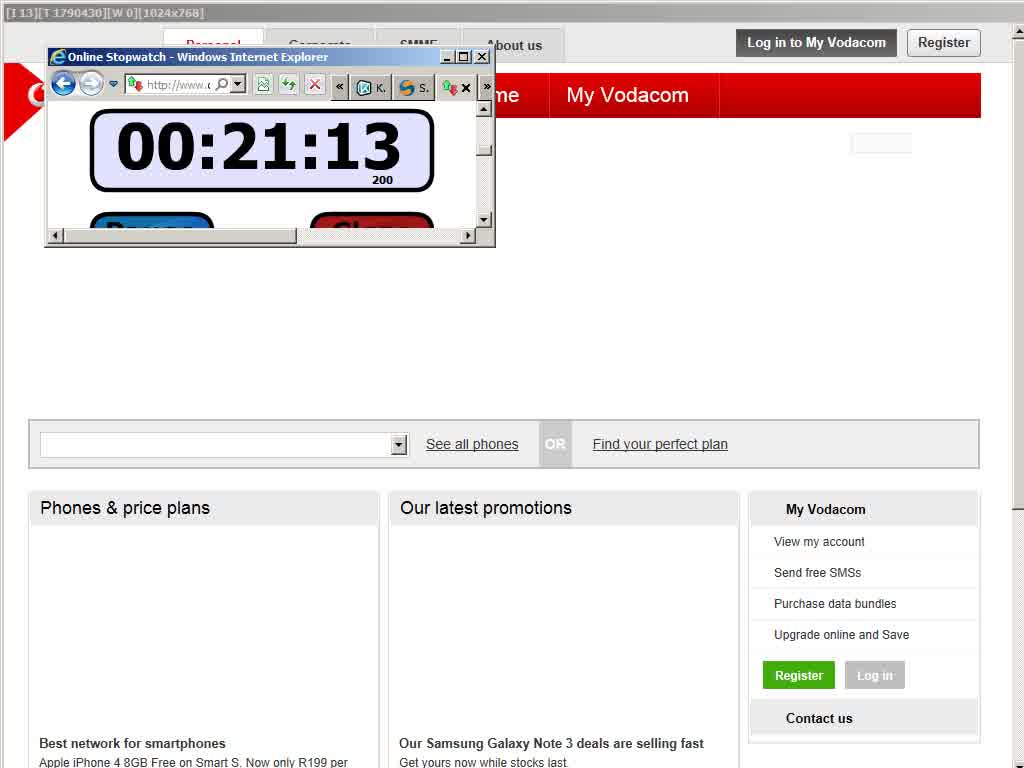 [I 13][T 1790430][W 0][1024x768]
Personal Corporate SMME About us
Log in to My Vodacom Register
Online Stopwatch - Windows Internet Explorer
http://www.c « K. S. »
me My Vodacom
00:21:13
200
See all phones OR Find your perfect plan
Phones & price plans
Our latest promotions
My Vodacom
View my account
Send free SMSs
Purchase data bundles
Upgrade online and Save
Register Log in
Contact us
Best network for smartphones
Apple iPhone 4 8GB Free on Smart S. Now only R199 per
Our Samsung Galaxy Note 3 deals are selling fast
Get yours now while stocks last.